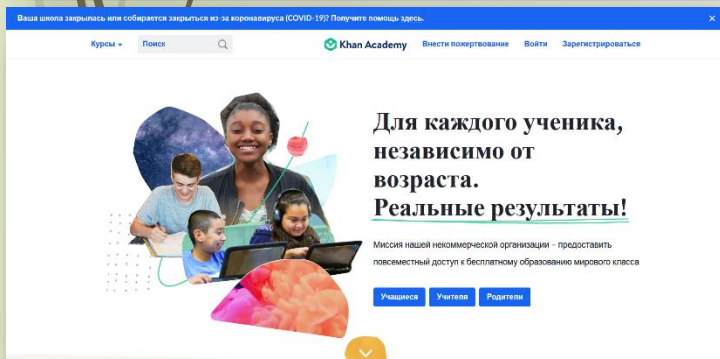 Ваша школа закрылась или собирается закрыться из-за коронавируса (COVID-19)? Получите помощь здесь.
Курсы Поиск Khan Academy Внести пожертвование Войти Зарегистрироваться
Для каждого ученика,
независимо от
возраста.
Реальные результаты!
Миссия нашей некоммерческой организации – предоставить
повсеместный доступ к бесплатному образованию мирового класса
Учащиеся Учителя Родители